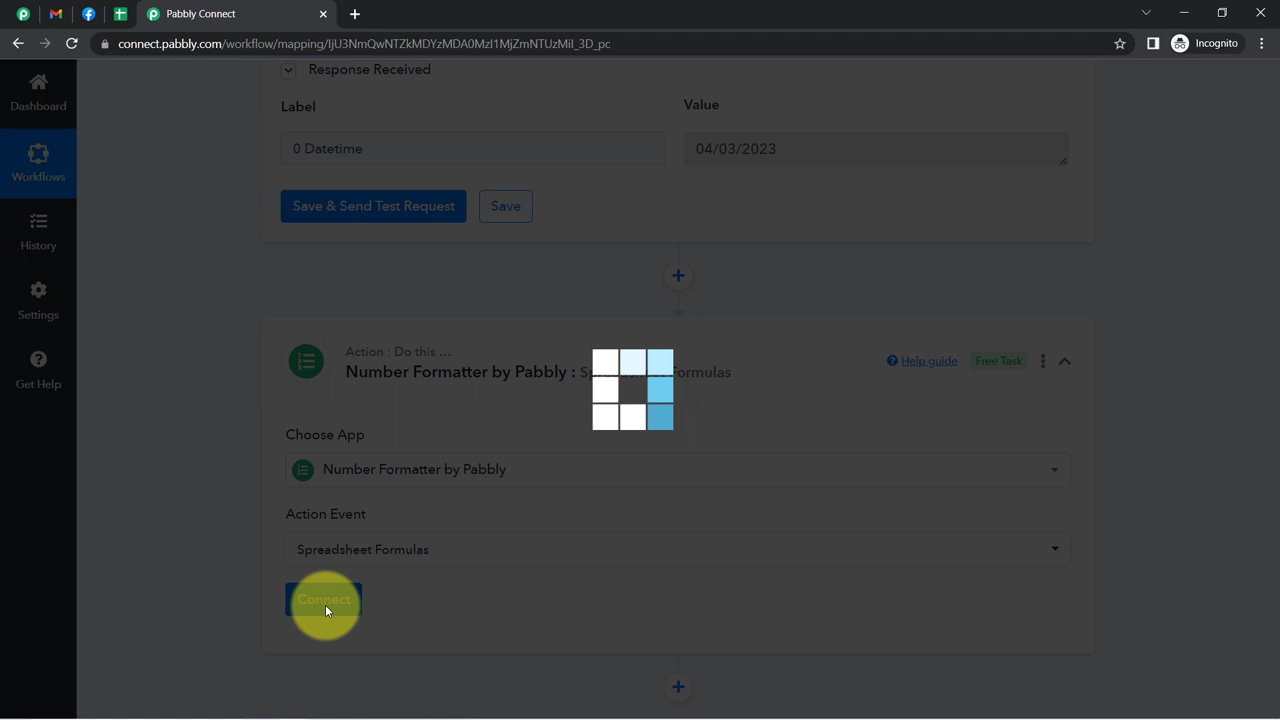 Pabbly Connect
connect.pabbly.com/workflow/mapping/IjU3NmQwNTZkMDYzMDA0MzI1MjZmNTUzMiI_3D_pc
Incognito
Dashboard
Workflows
History
Settings
Get Help
Response Received
Label
Value
0 Datetime
04/03/2023
Save & Send Test Request
Save
Action : Do this ...
Number Formatter by Pabbly : Spreadsheet Formulas
Help guide
Free Task
Choose App
Number Formatter by Pabbly
Action Event
Spreadsheet Formulas
Connect